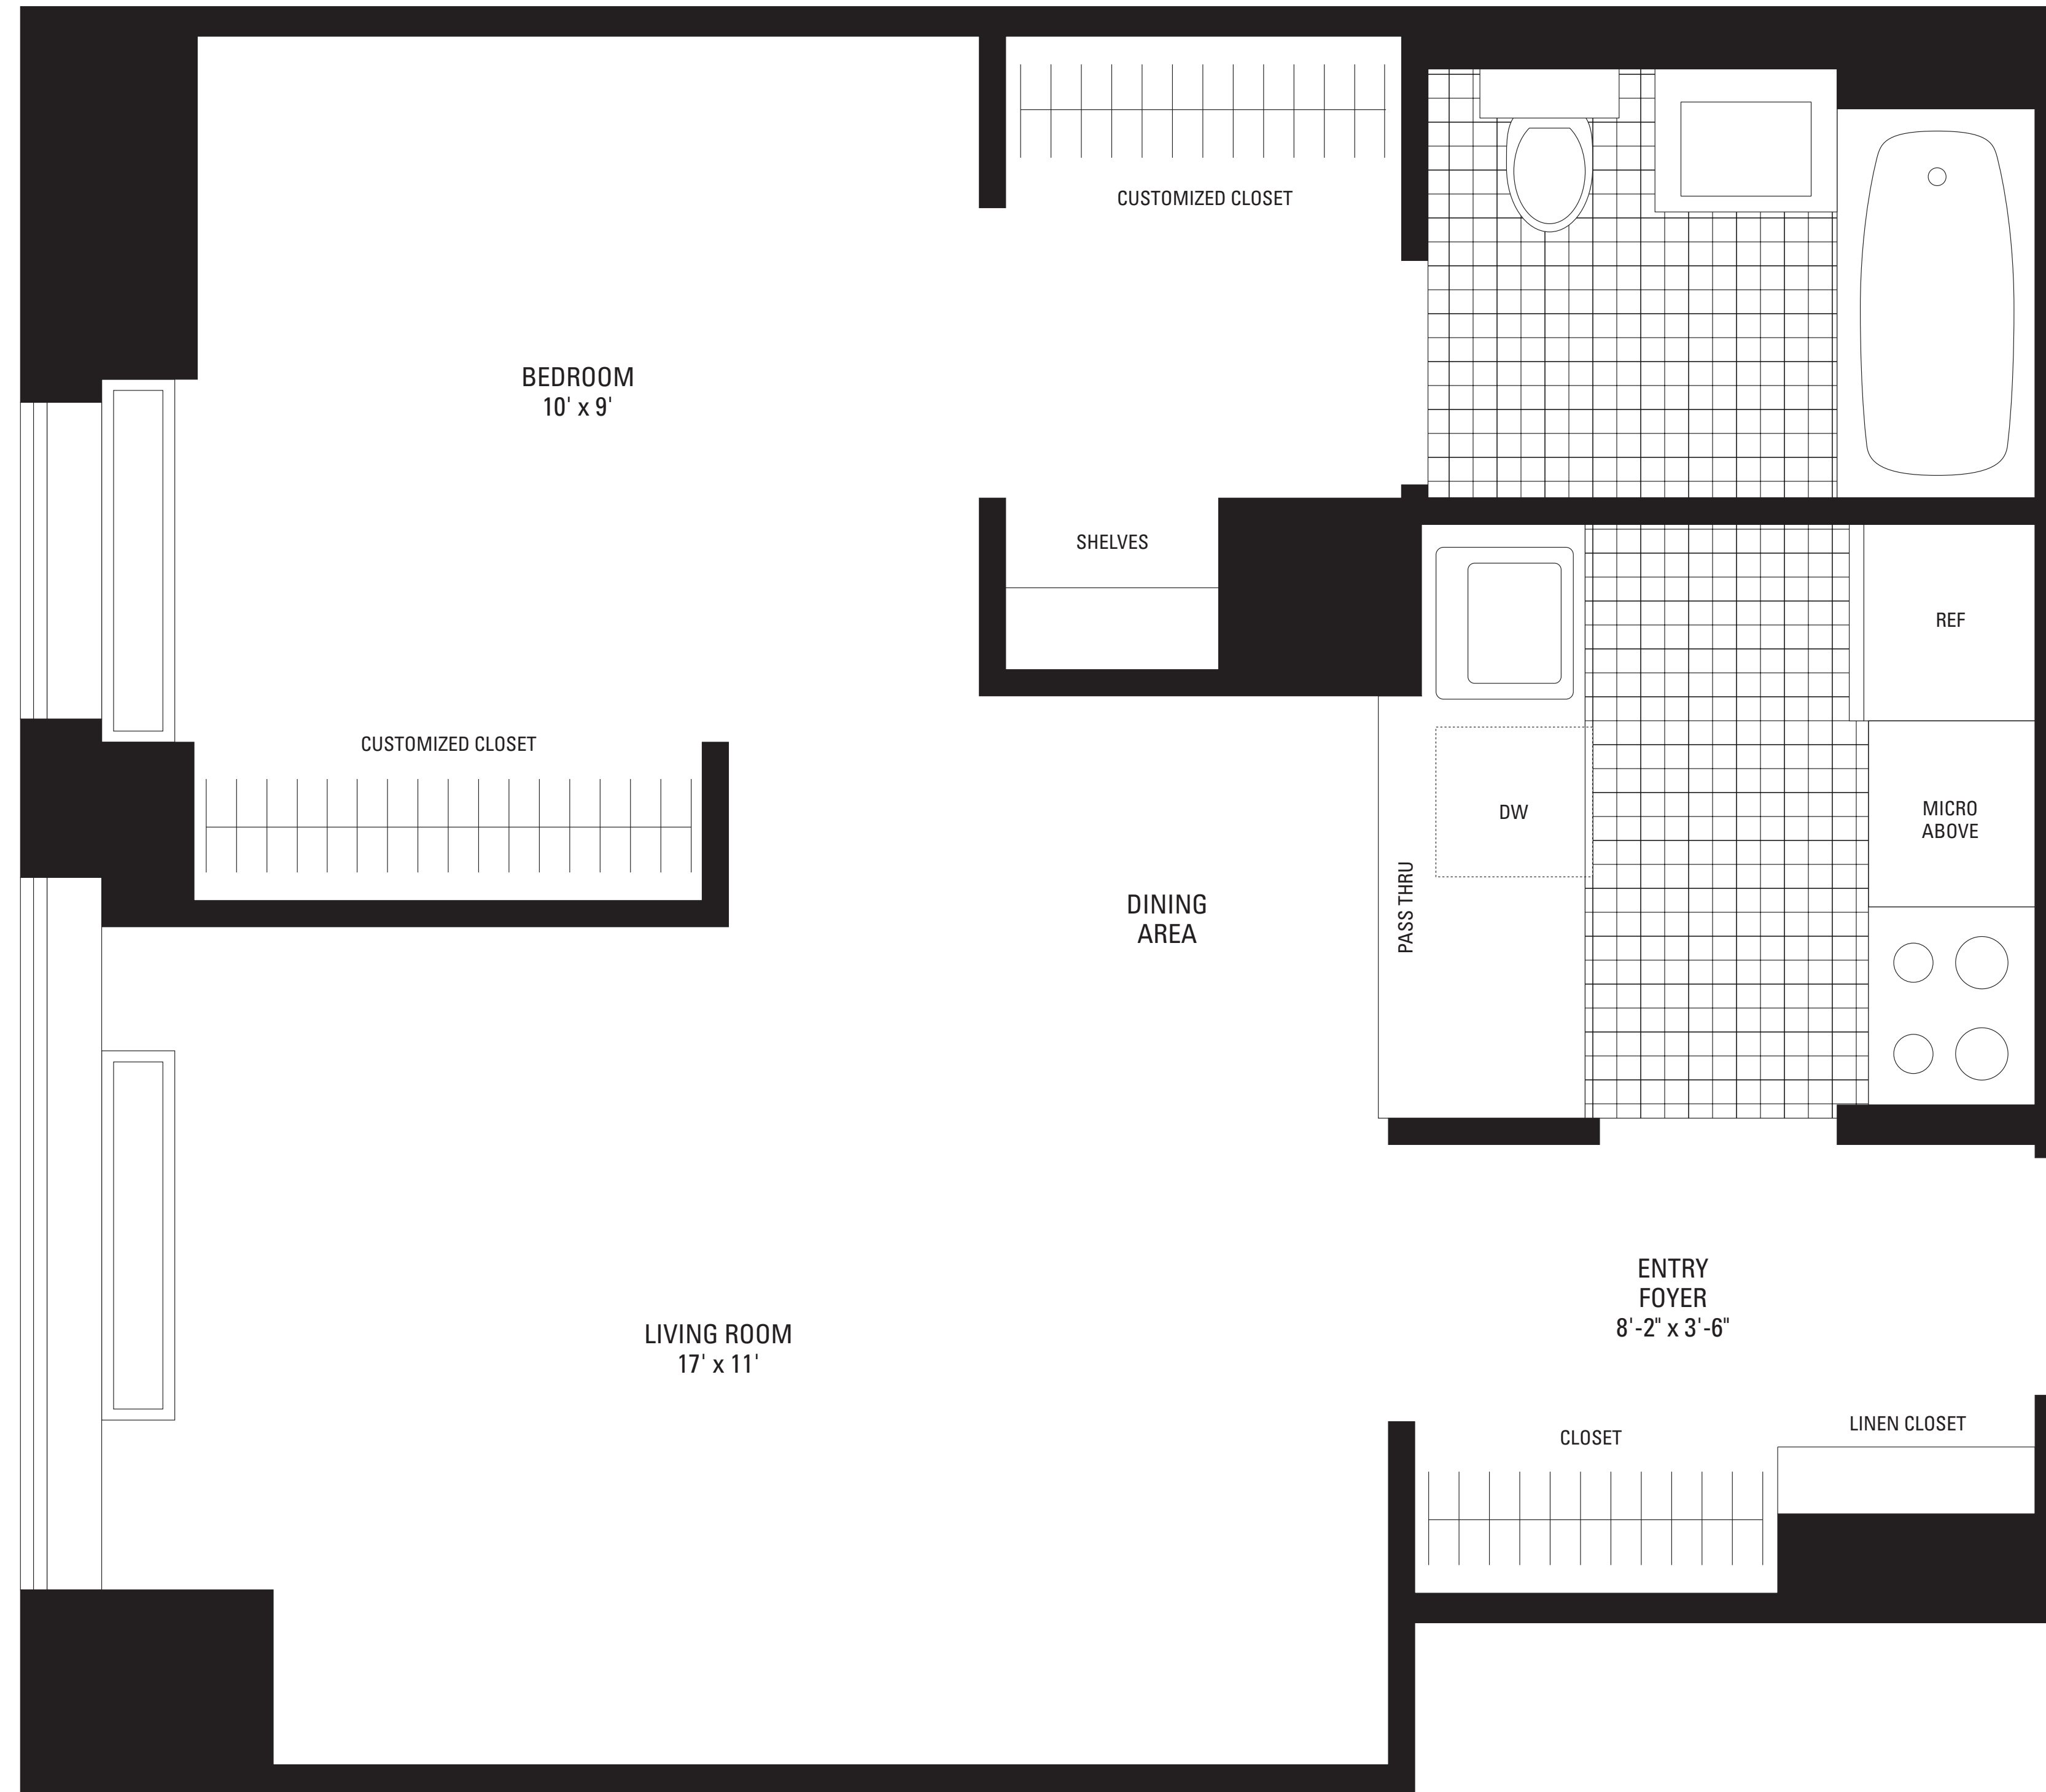 CUSTOMIZED CLOSET
BEDROOM
10' x 9'
SHELVES
REF
CUSTOMIZED CLOSET
DW
MICRO
ABOVE
PASS THRU
DINING
AREA
ENTRY
FOYER
8'-2" x 3'-6"
LIVING ROOM
17' x 11'
CLOSET
LINEN CLOSET